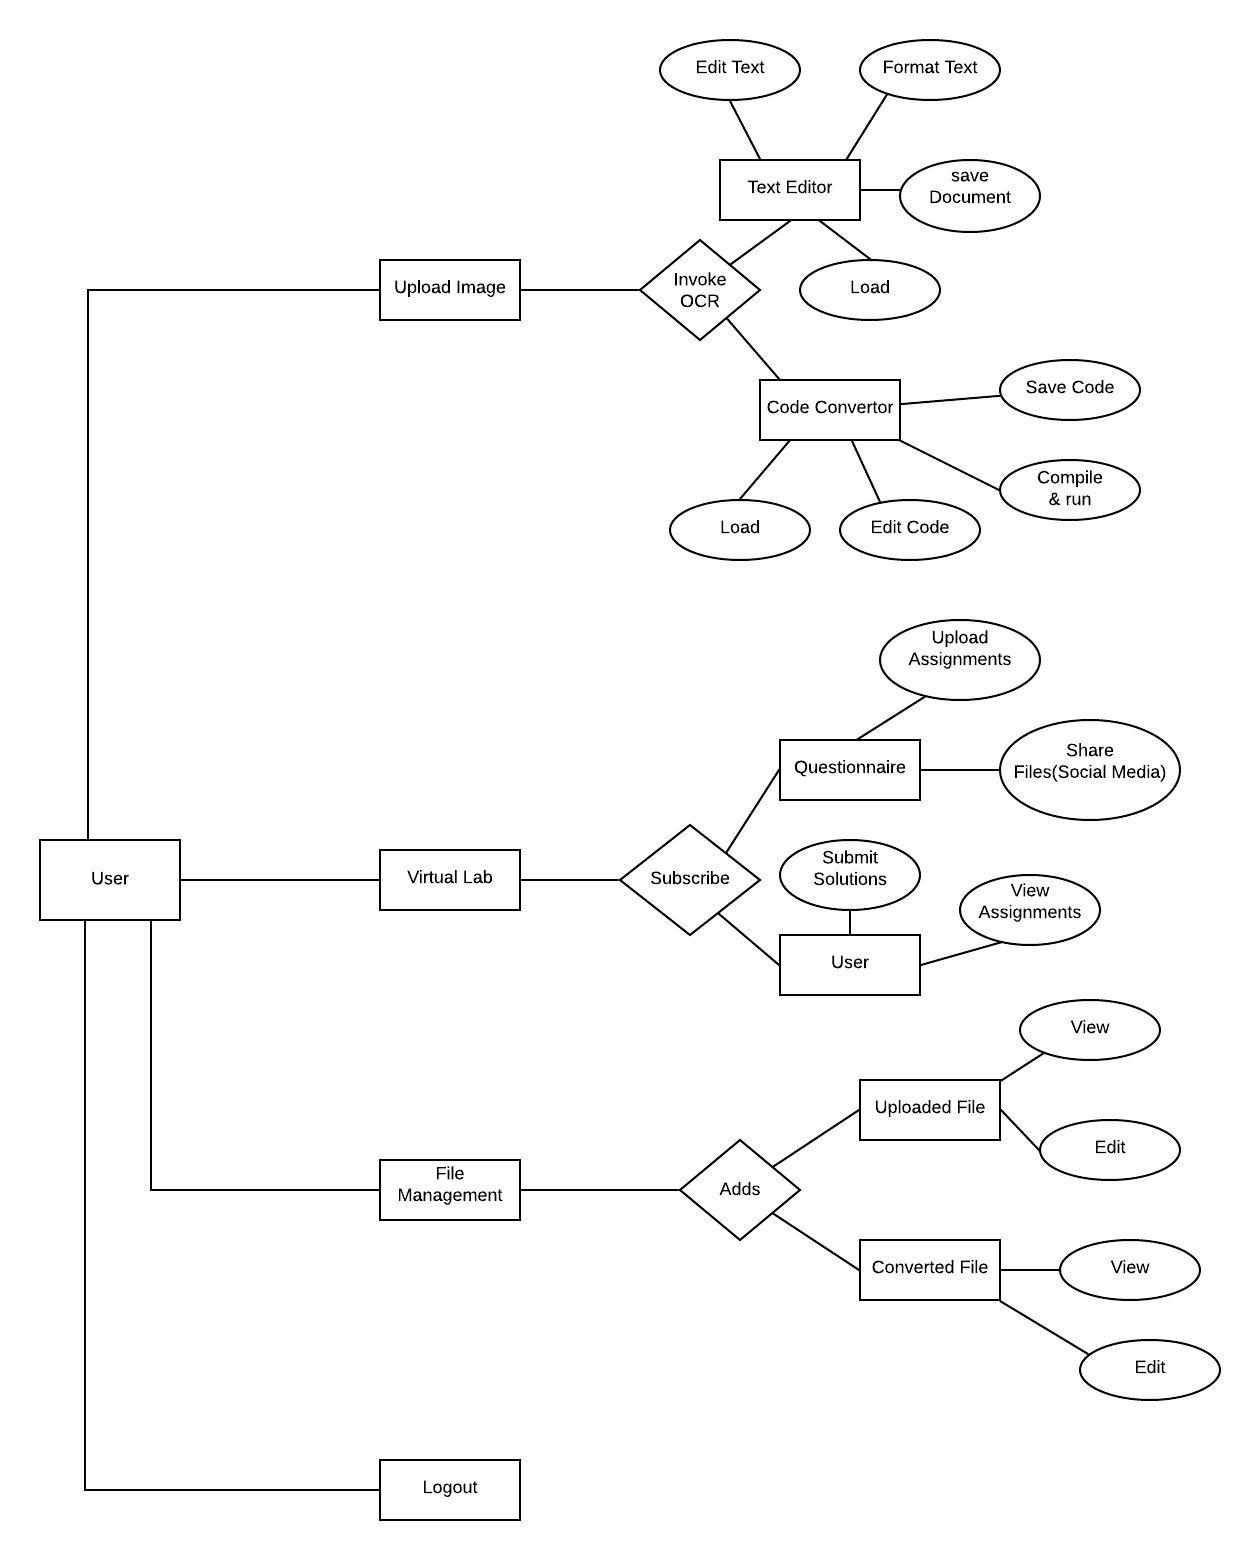 Edit Text
Format Text
Text Editor
save
Document
Upload Image
Invoke
OCR
Load
Code Convertor
Save Code
Compile
& run
Load
Edit Code
Upload
Assignments
Questionnaire
Share
Files(Social Media)
User
Virtual Lab
Subscribe
Submit
Solutions
View
Assignments
User
View
Uploaded File
Edit
File
Management
Adds
Converted File
View
Edit
Logout